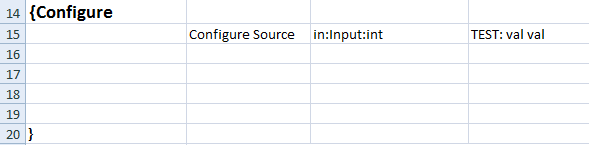 14 {Configure
15 Configure Source in:Input:int TEST: val val
16
17
18
19
20 }